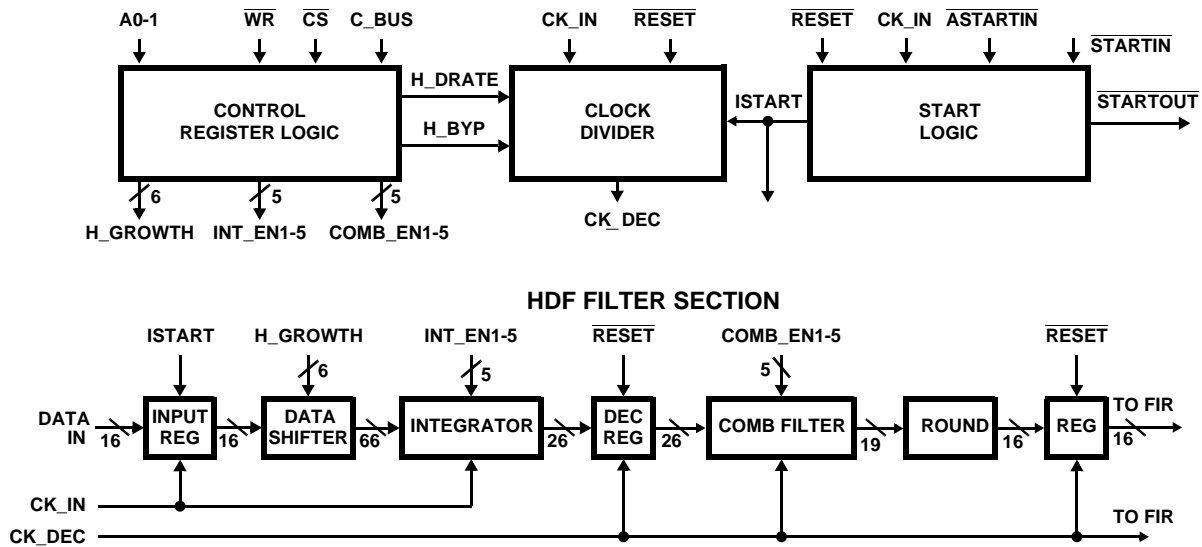 A0-1 WR CS C_BUS CK_IN RESET RESET CK_IN ASTARTIN STARTIN
CONTROL
REGISTER LOGIC
H_DRATE
H_BYP
CLOCK
DIVIDER
ISTART
START
LOGIC
STARTOUT
6 5 5
H_GROWTH INT_EN1-5 COMB_EN1-5
CK_DEC
HDF FILTER SECTION
ISTART H_GROWTH INT_EN1-5 RESET COMB_EN1-5 RESET
6 5 5
DATA
IN
16
INPUT
REG
16
DATA
SHIFTER
66
INTEGRATOR
26
DEC
REG
26
COMB FILTER
19
ROUND
16
REG
TO FIR
16
CK_IN
CK_DEC
TO FIR